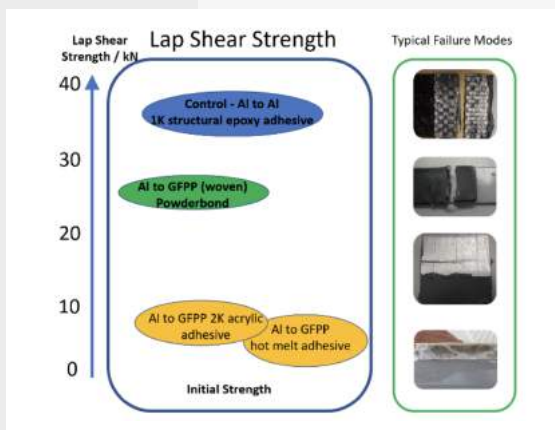 Lap Shear
Strength / kN
Lap Shear Strength
Typical Failure Modes
40
30
20
10
0
Control - Al to Al
1K structural epoxy adhesive
Al to GFPP (woven)
Powderbond
Al to GFPP 2K acrylic
adhesive
Al to GFPP
hot melt adhesive
Initial Strength